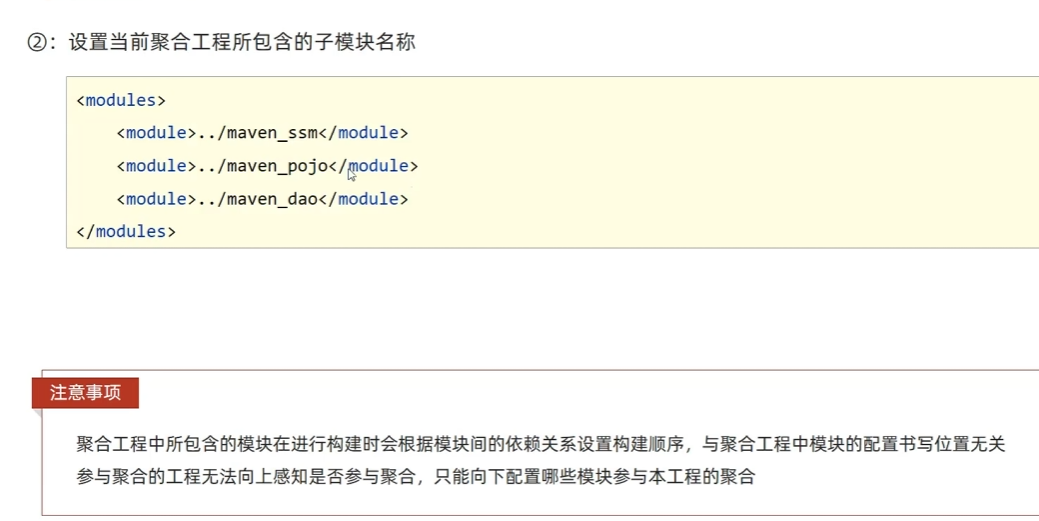 ②：设置当前聚合工程所包含的子模块名称
<modules>
<module>../maven_ssm</module>
<module>../maven_pojo</module>
<module>../maven_dao</module>
</modules>
注意事项
聚合工程中所包含的模块在进行构建时会根据模块间的依赖关系设置构建顺序，与聚合工程中模块的配置书写位置无关
参与聚合的工程无法向上感知是否参与聚合，只能向下配置哪些模块参与本工程的聚合